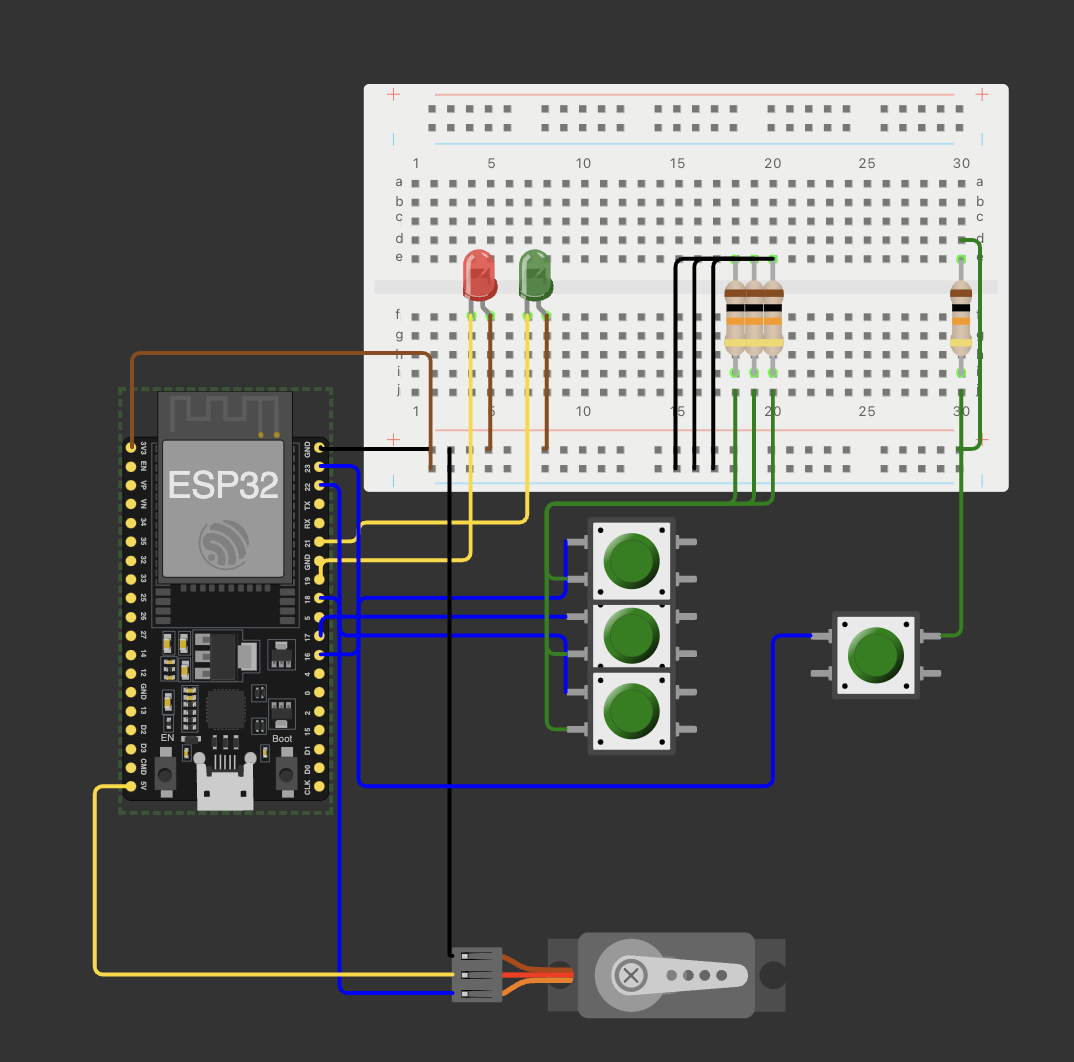 1 5 10 15 20 25 30
a a
b b
c c
d d
e e
f f
g g
h h
i i
j j
1 5 15 20 25 30
ESP32
3V3 GND
EN 23
VP 22
VN TX
34 RX
35 21
32 GND
33 19
25 18
26 5
27 17
14 16
12 4
GND 0
13 2
D2 15
D3 D1
CMD D0
5V CLK
EN Boot